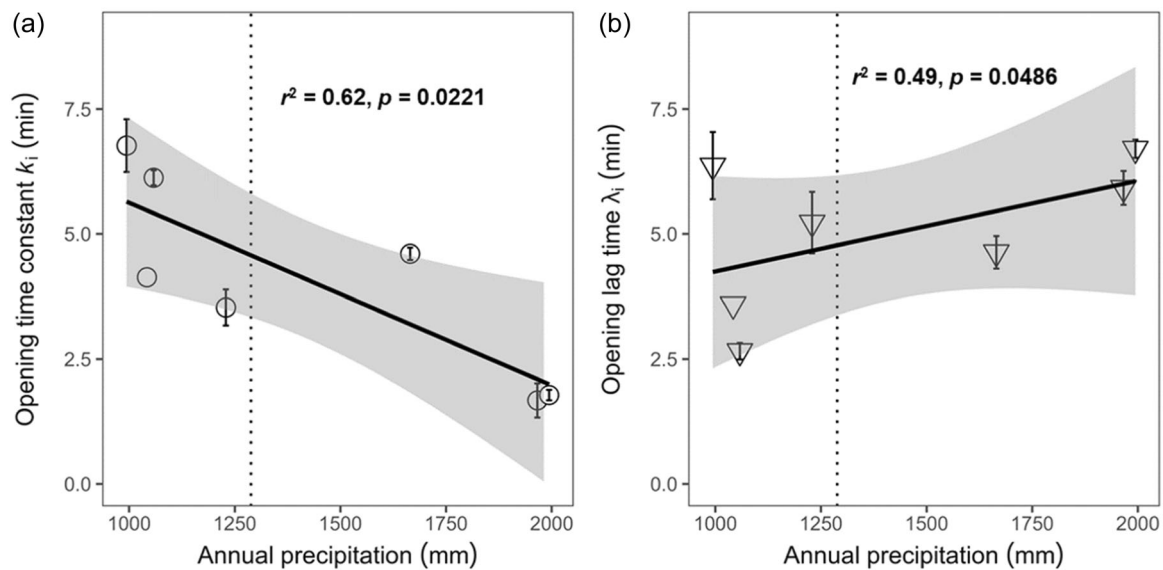 (a)
r² = 0.62, p = 0.0221
Opening time constant kᵢ (min)
7.5
5.0
2.5
0.0
1000 1250 1500 1750 2000
Annual precipitation (mm)
(b)
r² = 0.49, p = 0.0486
Opening lag time λᵢ (min)
7.5
5.0
2.5
0.0
1000 1250 1500 1750 2000
Annual precipitation (mm)